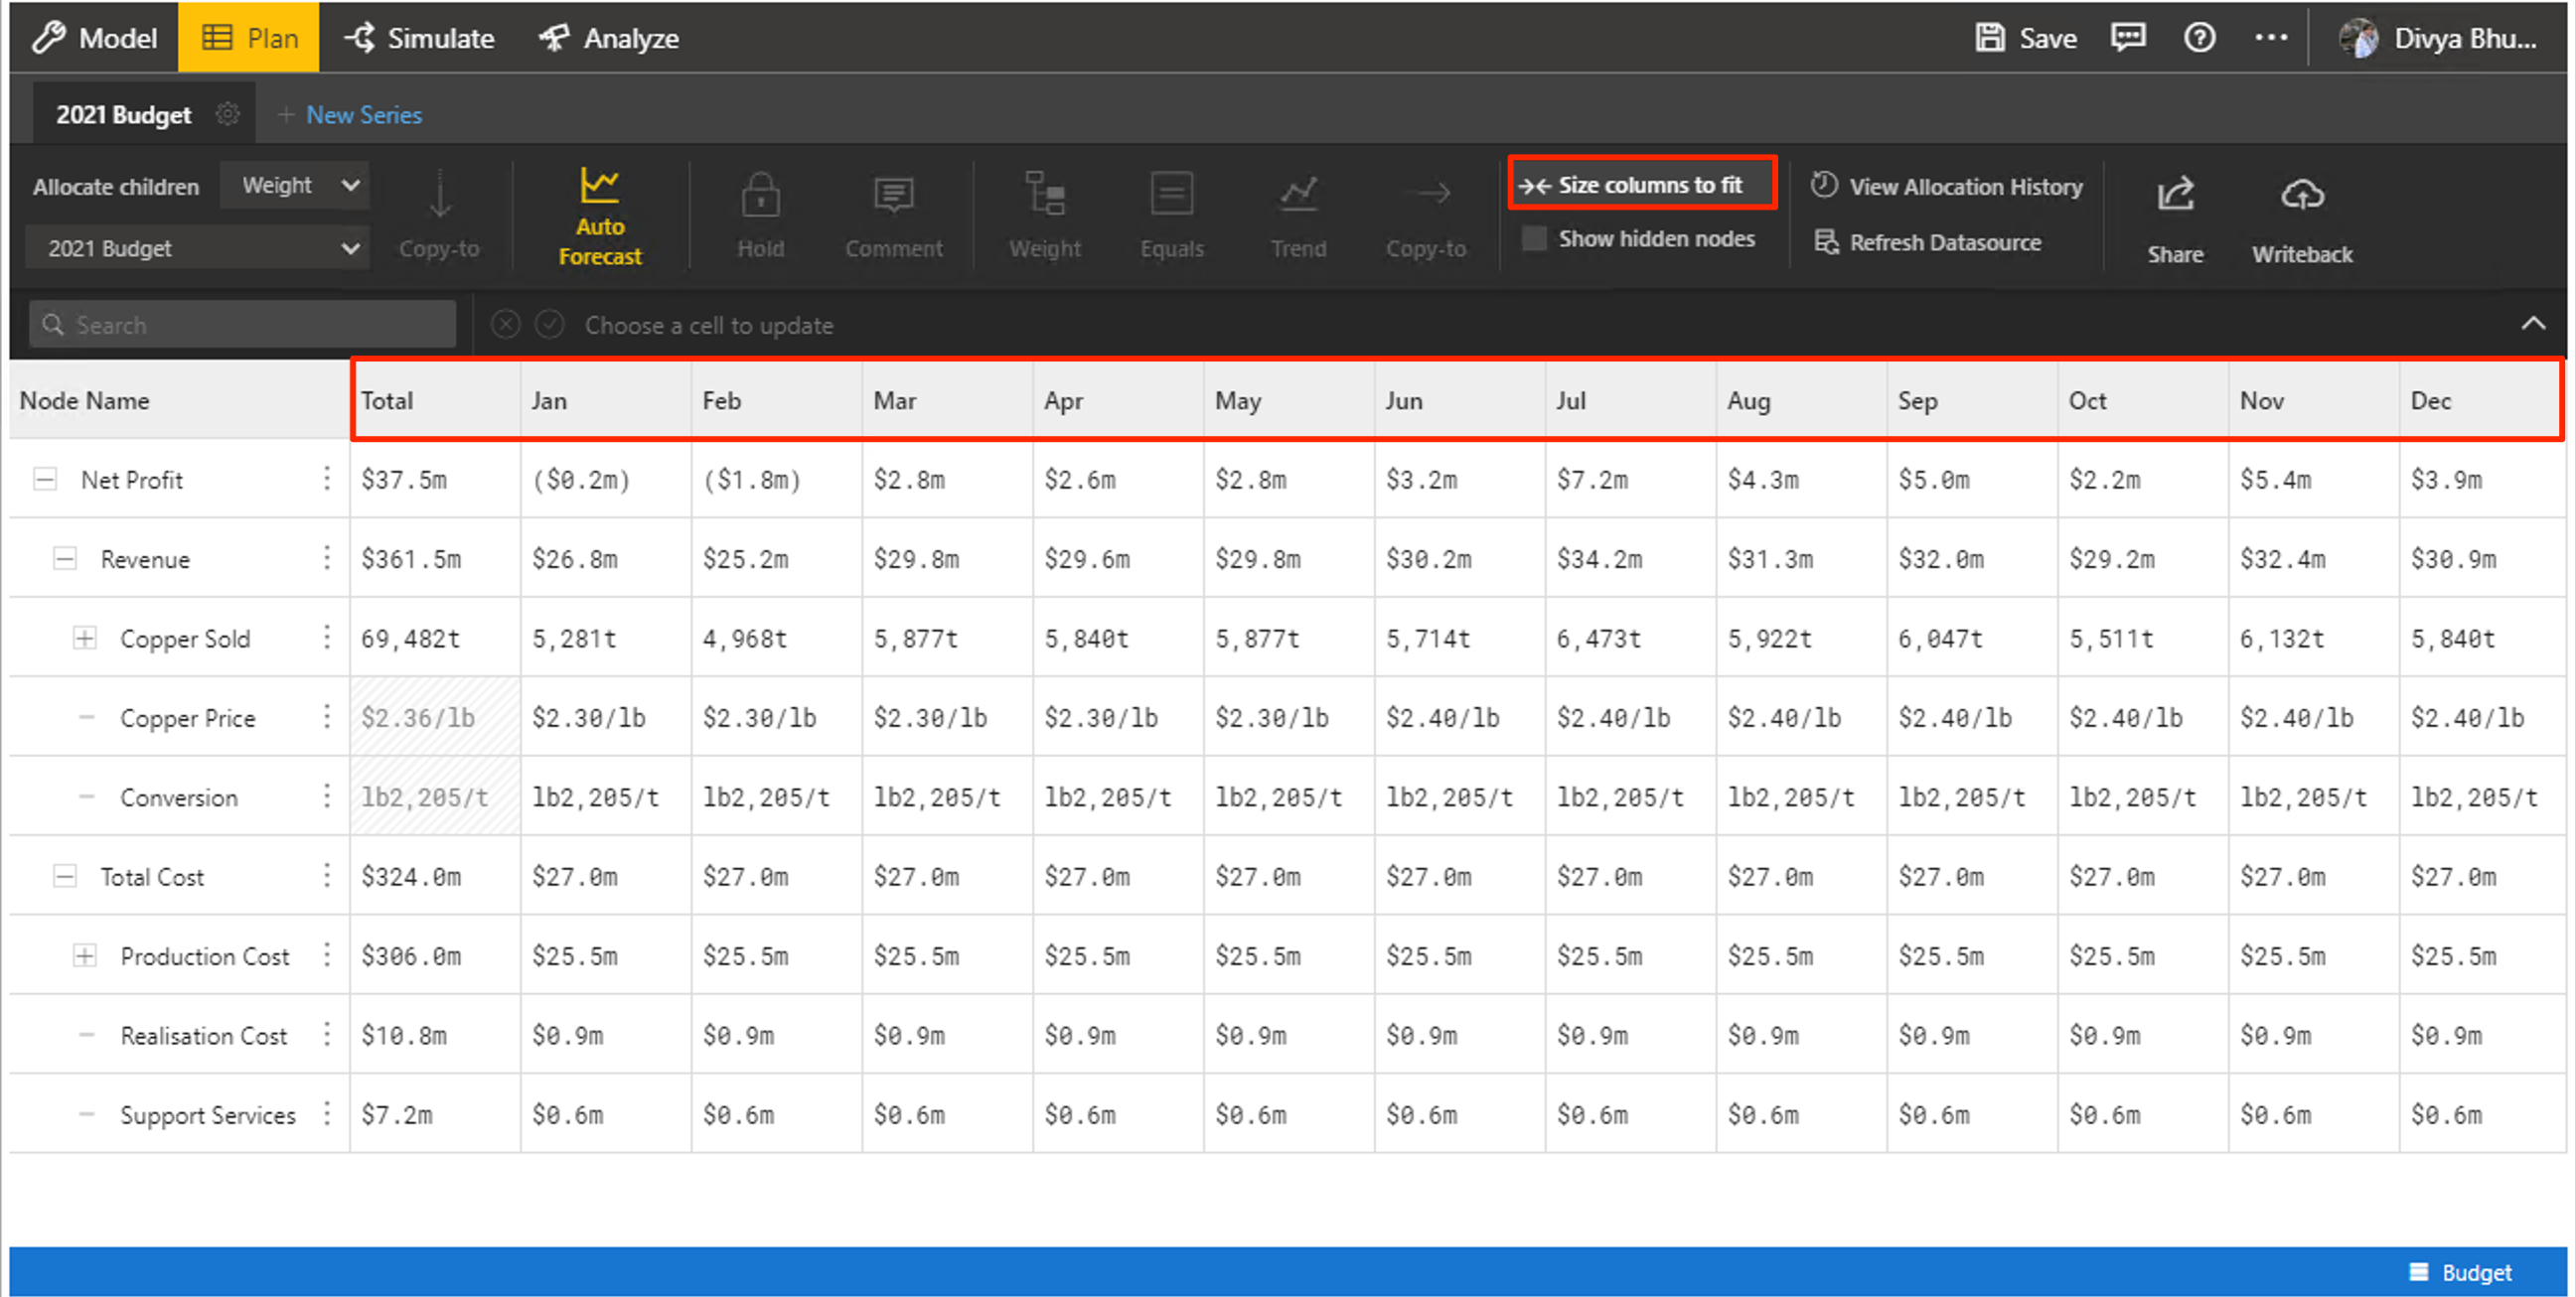 Model Plan Simulate Analyze Save Divya Bhu...
2021 Budget + New Series
Allocate children Weight
2021 Budget
Copy-to
Auto
Forecast
Hold
Comment
Weight
Equals
Trend
Copy-to
Size columns to fit
Show hidden nodes
View Allocation History
Refresh Datasource
Share
Writeback
Search Choose a cell to update
Node Name Total Jan Feb Mar Apr May Jun Jul Aug Sep Oct Nov Dec
Net Profit $37.5m ($0.2m) ($1.8m) $2.8m $2.6m $2.8m $3.2m $7.2m $4.3m $5.0m $2.2m $5.4m $3.9m
Revenue $361.5m $26.8m $25.2m $29.8m $29.6m $29.8m $30.2m $34.2m $31.3m $32.0m $29.2m $32.4m $30.9m
Copper Sold 69,482t 5,281t 4,968t 5,877t 5,840t 5,877t 5,714t 6,473t 5,922t 6,047t 5,511t 6,132t 5,840t
Copper Price $2.36/lb $2.30/lb $2.30/lb $2.30/lb $2.30/lb $2.30/lb $2.40/lb $2.40/lb $2.40/lb $2.40/lb $2.40/lb $2.40/lb $2.40/lb
Conversion lb2,205/t lb2,205/t lb2,205/t lb2,205/t lb2,205/t lb2,205/t lb2,205/t lb2,205/t lb2,205/t lb2,205/t lb2,205/t lb2,205/t lb2,205/t
Total Cost $324.0m $27.0m $27.0m $27.0m $27.0m $27.0m $27.0m $27.0m $27.0m $27.0m $27.0m $27.0m $27.0m
Production Cost $306.0m $25.5m $25.5m $25.5m $25.5m $25.5m $25.5m $25.5m $25.5m $25.5m $25.5m $25.5m $25.5m
Realisation Cost $10.8m $0.9m $0.9m $0.9m $0.9m $0.9m $0.9m $0.9m $0.9m $0.9m $0.9m $0.9m $0.9m
Support Services $7.2m $0.6m $0.6m $0.6m $0.6m $0.6m $0.6m $0.6m $0.6m $0.6m $0.6m $0.6m $0.6m
Budget